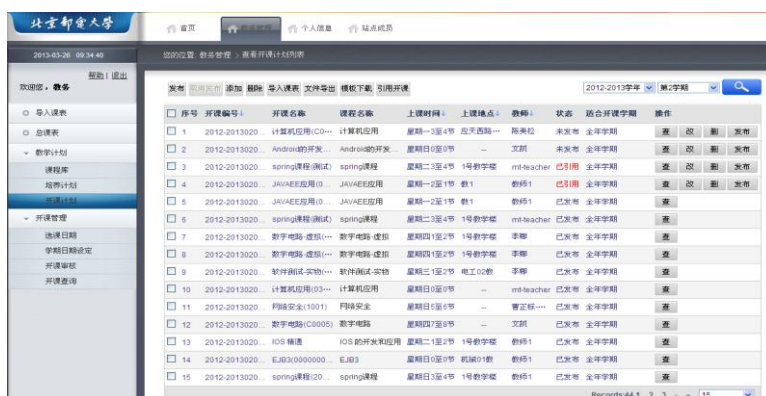 北京邮电大学
首页 教务管理 个人信息 站点成员
2013-03-26 09:34:40
您的位置: 教务管理 > 查看开课计划列表
帮助 | 退出
欢迎您，教务
发布 取消发布 添加 删除 导入课表 文件导出 模板下载 引用开课 2012-2013学年 第2学期
导入课表
总课表
教学计划
课程库
培养计划
开课计划
开课管理
选课日期
学期日期设定
开课审核
开课查询
序号 开课编号↓ 开课名称 课程名称 上课时间↓ 上课地点↓ 教师↓ 状态 适合开课学期 操作
1 2012-2013020... 计算机应用(C0··· 计算机应用 星期一3至4节 应天西路··· 陈美松 未发布 全年学期 查 改 删 发布
2 2012-2013020... Android的开发... Android的开发... 星期日0至0节 -- 文航 未发布 全年学期 查 改 删 发布
3 2012-2013020... spring课程(测试) spring课程 星期二3至4节 1号教学楼 mt-teacher 已引用 全年学期 查 改 删 发布
4 2012-2013020... JAVAEE应用(0... JAVAEE应用 星期一2至1节 教1 教师1 已引用 全年学期 查 改 删 发布
5 2012-2013020... JAVAEE应用(0... JAVAEE应用 星期一2至1节 教1 教师1 已发布 全年学期 查
6 2012-2013020... spring课程(测试) spring课程 星期二3至4节 1号教学楼 mt-teacher 已发布 全年学期 查
7 2012-2013020... 数字电路-虚拟(··· 数字电路-虚拟 星期四1至2节 1号教学楼 李娜 已发布 全年学期 查
8 2012-2013020... 数字电路-虚拟(··· 数字电路-虚拟 星期四1至2节 1号教学楼 李娜 已发布 全年学期 查
9 2012-2013020... 软件测试-实物(··· 软件测试-实物 星期三1至2节 电工02教 李娜 已发布 全年学期 查
10 2012-2013020... 计算机应用(03··· 计算机应用 星期日0至0节 -- mt-teacher 已发布 全年学期 查
11 2012-2013020... 网络安全(1001) 网络安全 星期日5至6节 -- 曹正标···· 已发布 全年学期 查
12 2012-2013020... 数字电路(C0005) 数字电路 星期四7至8节 -- 文航 已发布 全年学期 查
13 2012-2013020... IOS 精通 IOS 的开发和应用 星期二1至2节 1号教学楼 教师1 已发布 全年学期 查
14 2012-2013020... EJB3(0000000... EJB3 星期日0至0节 机械01教 教师1 已发布 全年学期 查
15 2012-2013020... spring课程(20... spring课程 星期日3至4节 1号教学楼 教师1 已发布 全年学期 查
Records:44 1 2 3 15